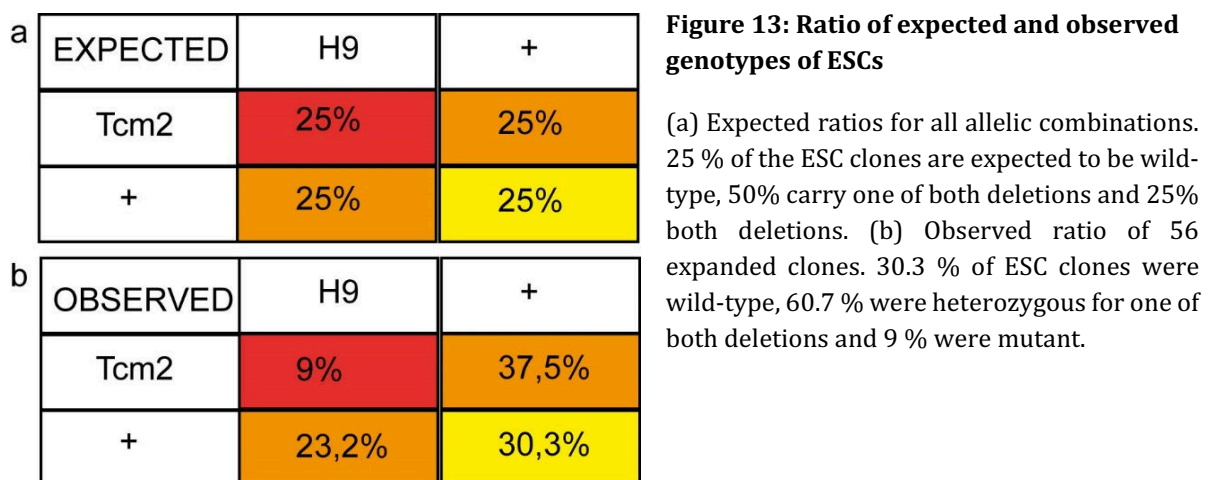 a
EXPECTED H9 +
Tcm2 25% 25%
+ 25% 25%
b
OBSERVED H9 +
Tcm2 9% 37,5%
+ 23,2% 30,3%
Figure 13: Ratio of expected and observed
genotypes of ESCs
(a) Expected ratios for all allelic combinations.
25 % of the ESC clones are expected to be wild-
type, 50% carry one of both deletions and 25%
both deletions. (b) Observed ratio of 56
expanded clones. 30.3 % of ESC clones were
wild-type, 60.7 % were heterozygous for one of
both deletions and 9 % were mutant.